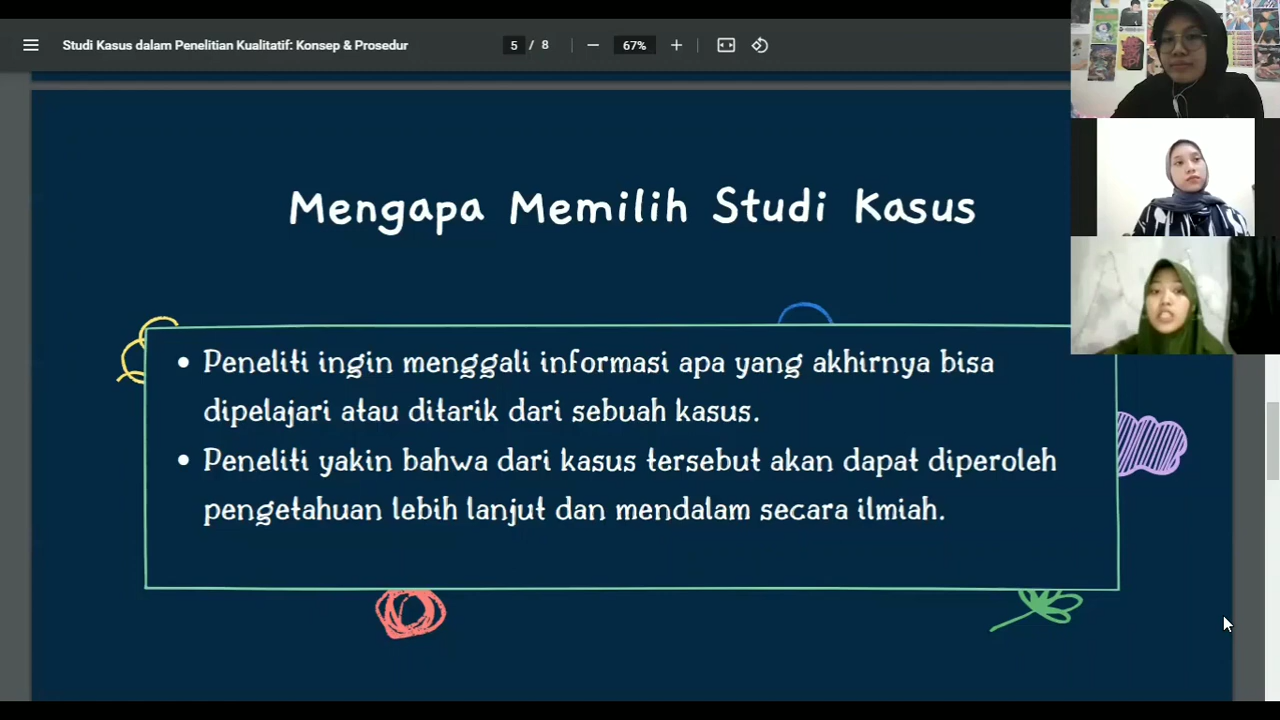 Studi Kasus dalam Penelitian Kualitatif: Konsep & Prosedur
5 / 8
67%
Mengapa Memilih Studi Kasus
• Peneliti ingin menggali informasi apa yang akhirnya bisa
dipelajari atau ditarik dari sebuah kasus.
• Peneliti yakin bahwa dari kasus tersebut akan dapat diperoleh
pengetahuan lebih lanjut dan mendalam secara ilmiah.